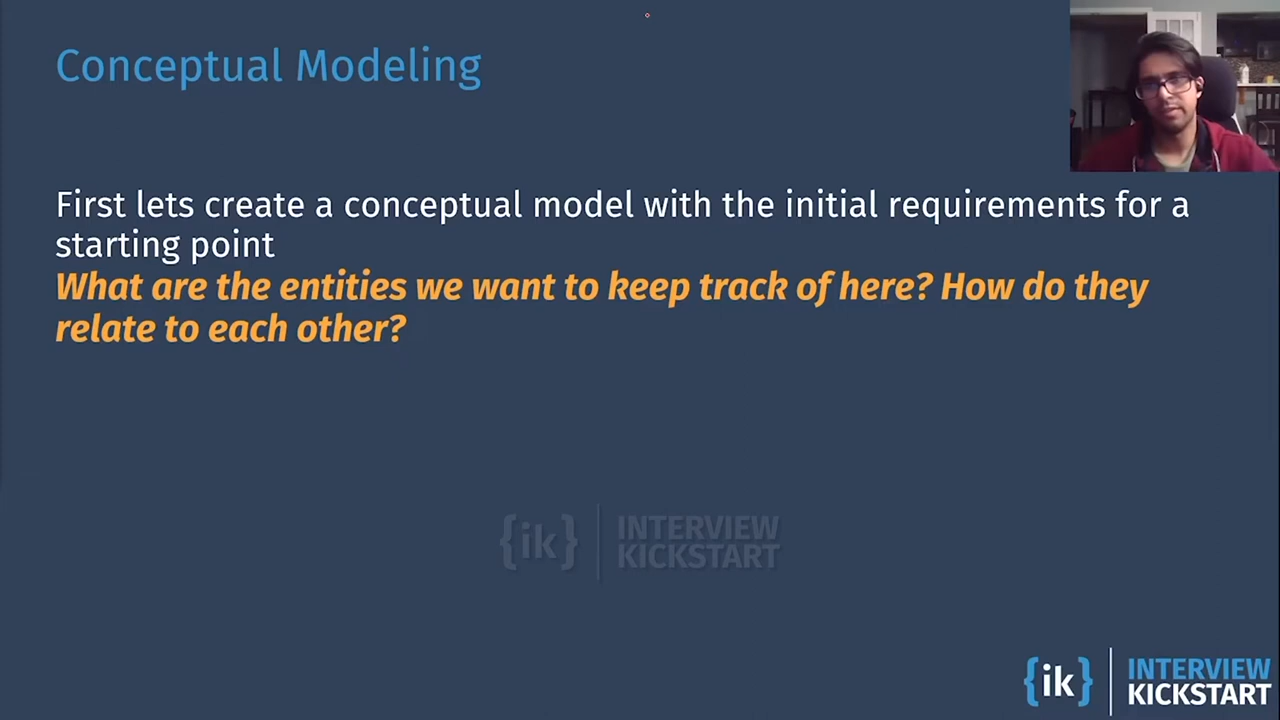 Conceptual Modeling
First lets create a conceptual model with the initial requirements for a
starting point
What are the entities we want to keep track of here? How do they
relate to each other?
{ik} INTERVIEW
KICKSTART
{ik} INTERVIEW
KICKSTART